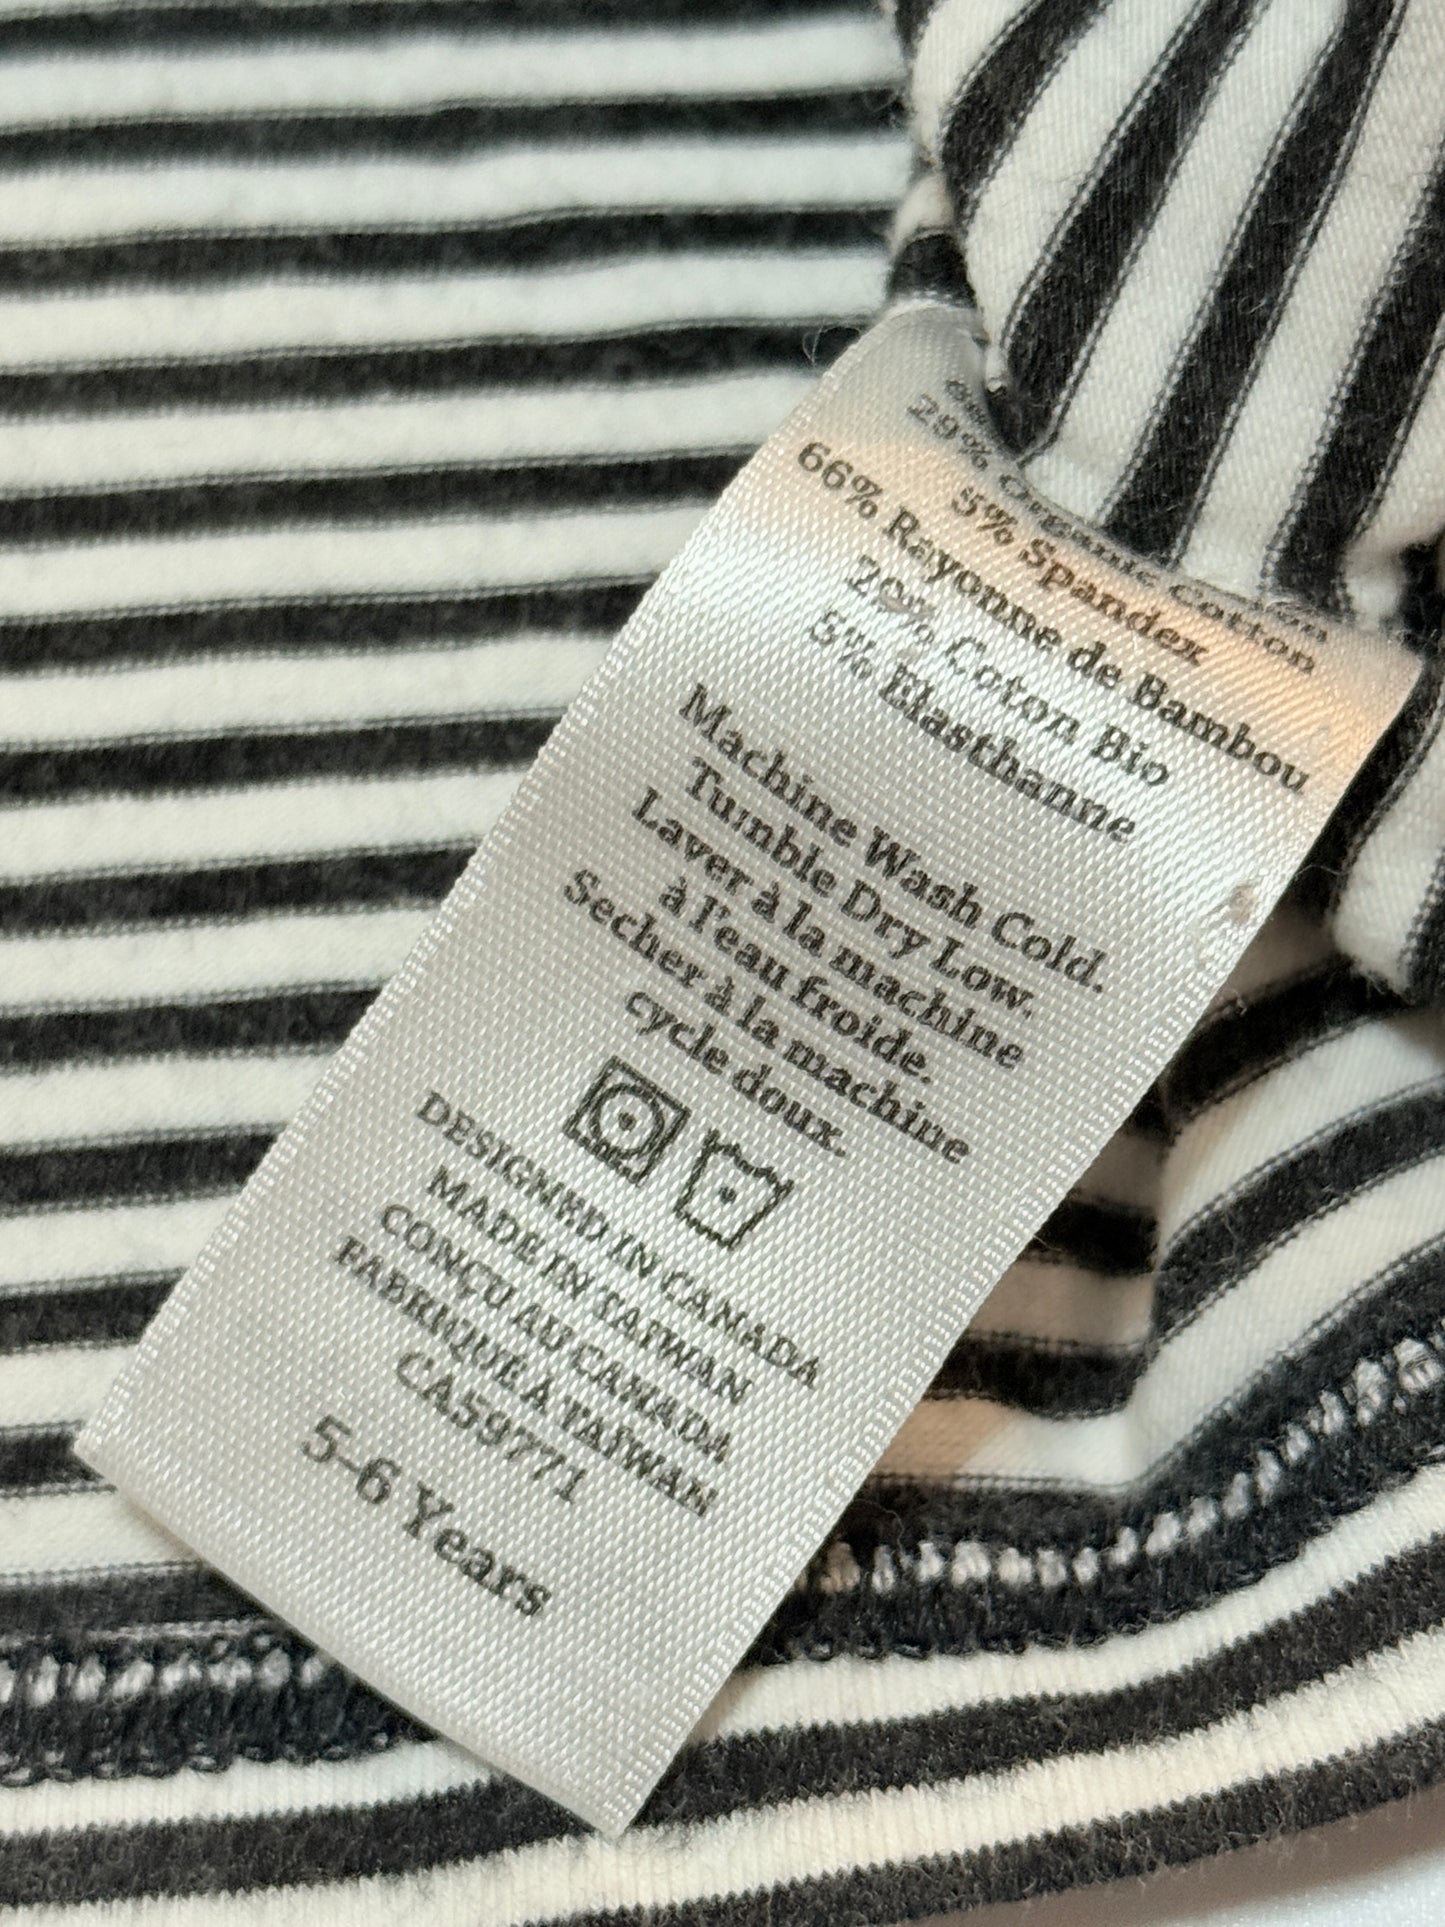 29% Organic Cotton
5% Spandex
66% Rayonne de Bambou
29% Coton Bio
5% Elasthanne
Machine Wash Cold.
Tumble Dry Low.
Laver à la machine
à l'eau froide.
Secher à la machine
cycle doux.
DESIGNED IN CANADA
MADE IN TAIWAN
CONÇU AU CANADA
FABRIQUÉ À TAIWAN
CA59771
5-6 Years